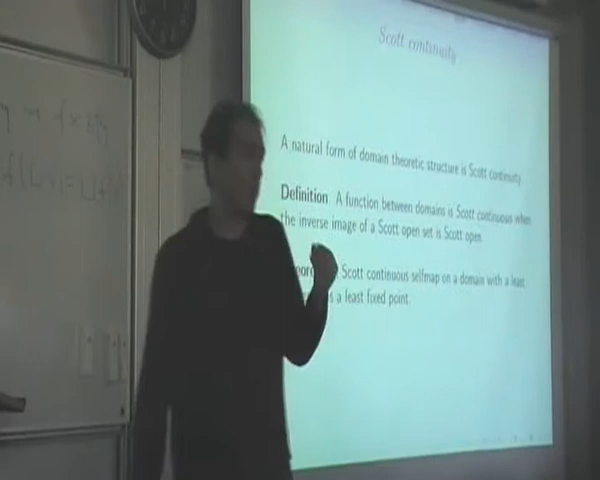 Scott continuity
A natural form of domain theoretic structure is Scott continuity
Definition A function between domains is Scott continuous when
the inverse image of a Scott open set is Scott open.
Scott continuous selfmap on a domain with a least
s a least fixed point.